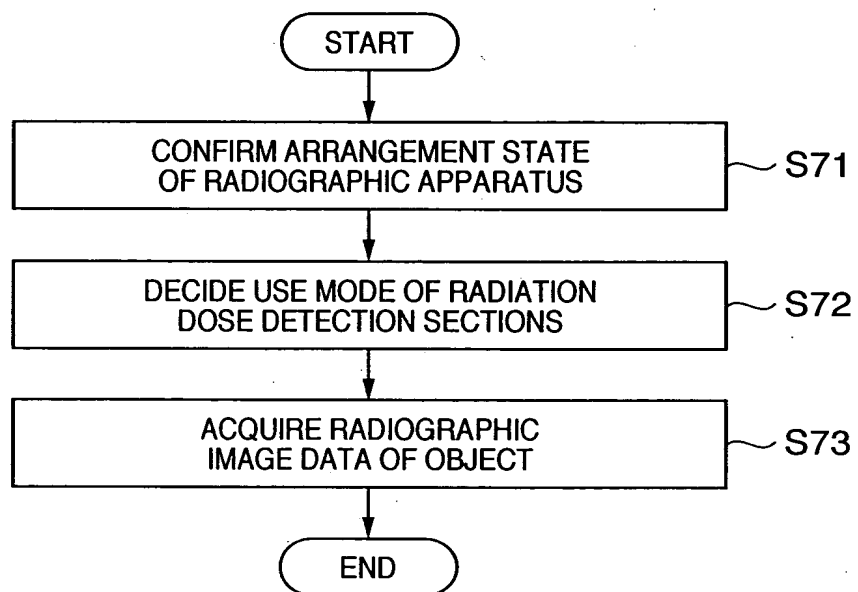 START
CONFIRM ARRANGEMENT STATE
OF RADIOGRAPHIC APPARATUS
S71
DECIDE USE MODE OF RADIATION
DOSE DETECTION SECTIONS
S72
ACQUIRE RADIOGRAPHIC
IMAGE DATA OF OBJECT
S73
END